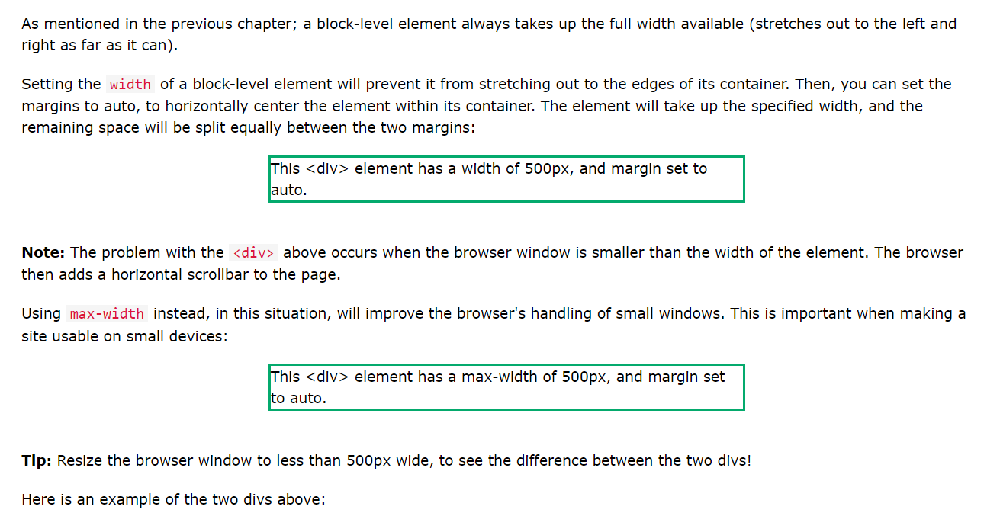 As mentioned in the previous chapter; a block-level element always takes up the full width available (stretches out to the left and
right as far as it can).
Setting the width of a block-level element will prevent it from stretching out to the edges of its container. Then, you can set the
margins to auto, to horizontally center the element within its container. The element will take up the specified width, and the
remaining space will be split equally between the two margins:
This <div> element has a width of 500px, and margin set to
auto.
Note: The problem with the <div> above occurs when the browser window is smaller than the width of the element. The browser
then adds a horizontal scrollbar to the page.
Using max-width instead, in this situation, will improve the browser's handling of small windows. This is important when making a
site usable on small devices:
This <div> element has a max-width of 500px, and margin set
to auto.
Tip: Resize the browser window to less than 500px wide, to see the difference between the two divs!
Here is an example of the two divs above: